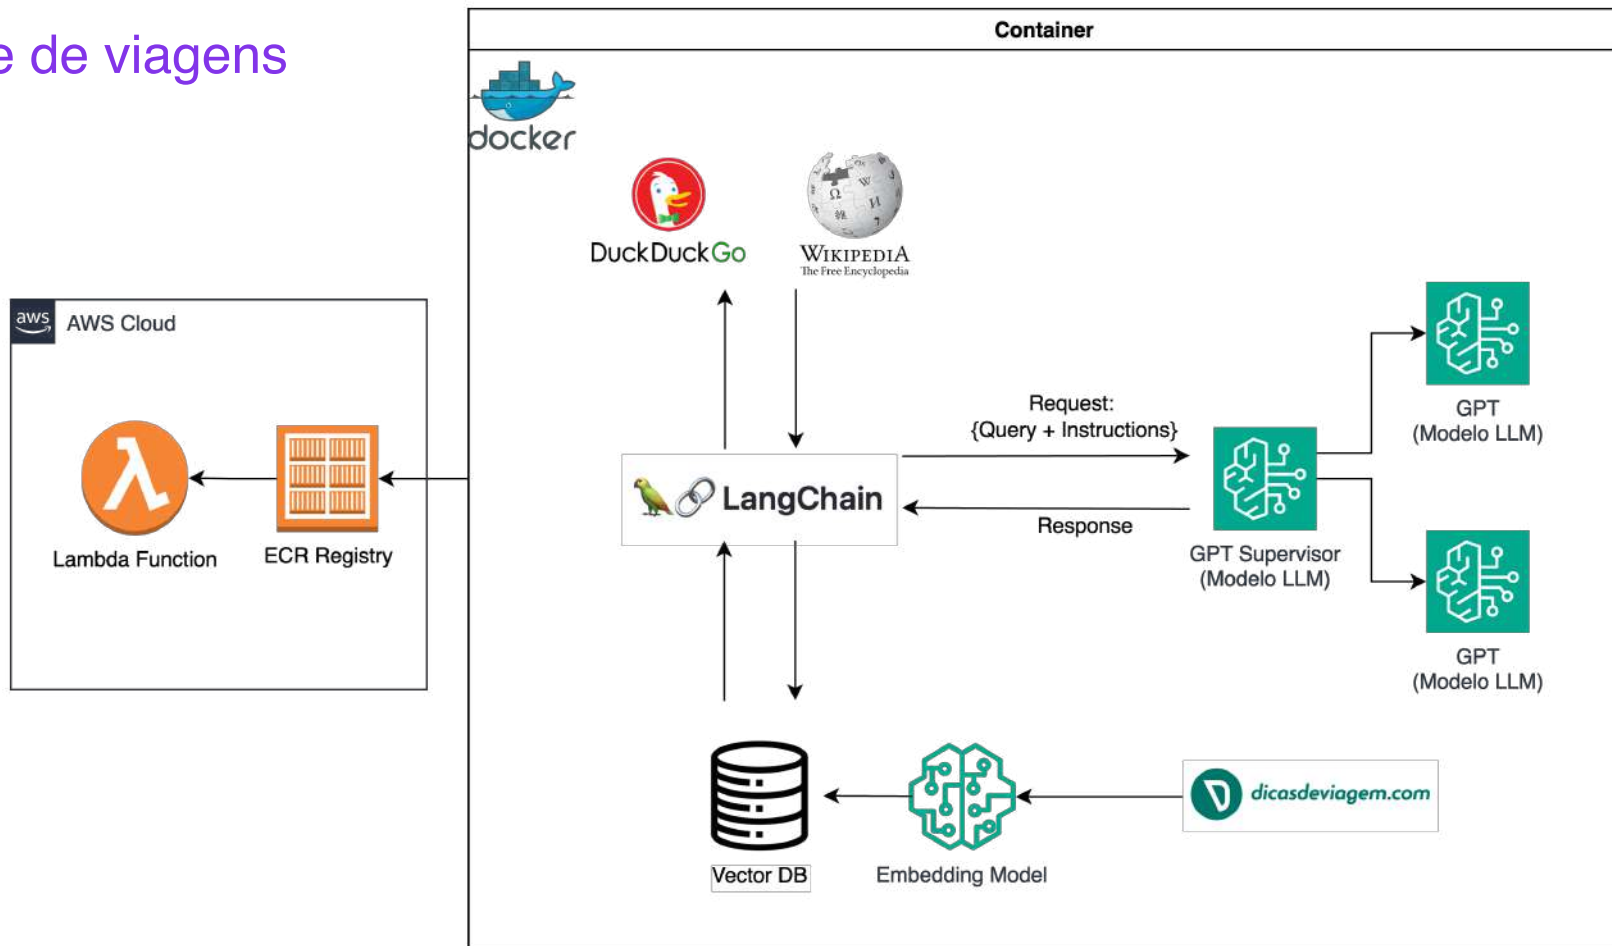 e de viagens
Container
docker
DuckDuckGo
WIKIPEDIA
The Free Encyclopedia
aws
AWS Cloud
Lambda Function
ECR Registry
LangChain
Request:
{Query + Instructions}
Response
GPT Supervisor
(Modelo LLM)
GPT
(Modelo LLM)
GPT
(Modelo LLM)
Vector DB
Embedding Model
dicasdeviagem.com